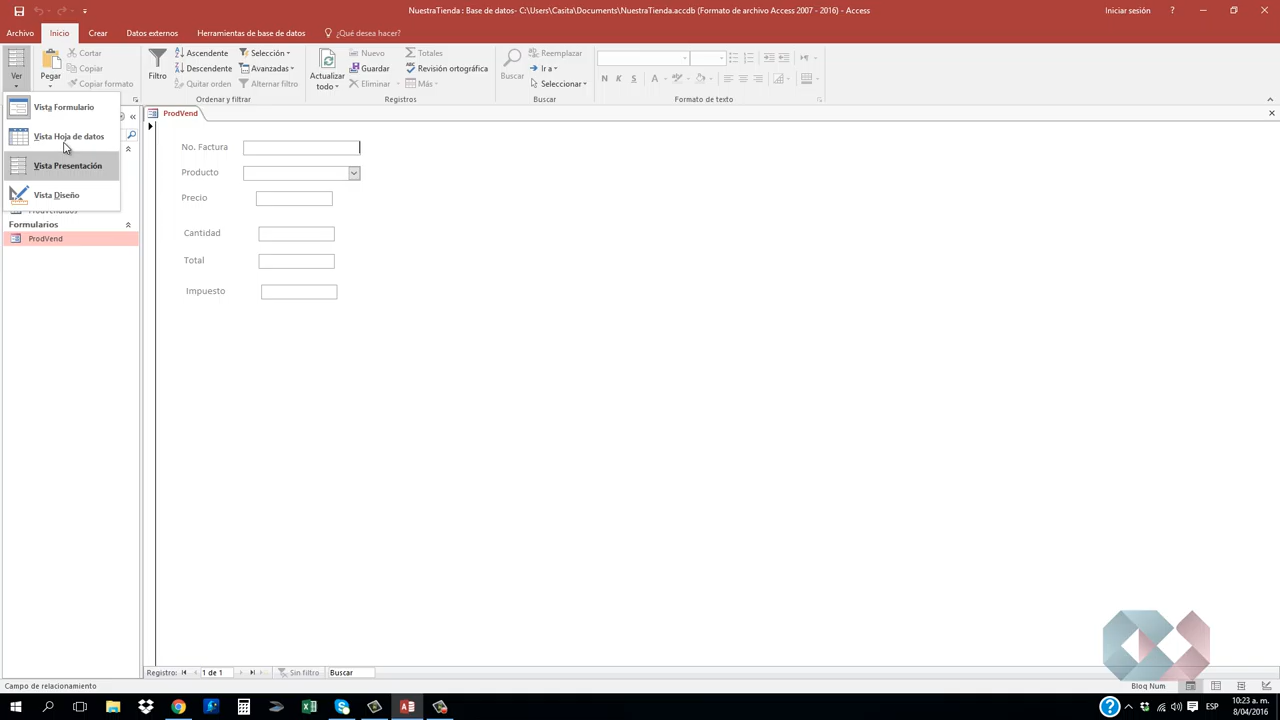 NuestraTienda : Base de datos- C:\Users\Casita\Documents\NuestraTienda.accdb (Formato de archivo Access 2007 - 2016) - Access
Iniciar sesión
?
Archivo
Inicio
Crear
Datos externos
Herramientas de base de datos
¿Qué desea hacer?
Ver
Pegar
Cortar
Copiar
Copiar formato
Filtro
Ascendente
Descendente
Quitar orden
Selección
Avanzadas
Alternar filtro
Ordenar y filtrar
Actualizar
todo
Nuevo
Guardar
Eliminar
Totales
Revisión ortográfica
Más
Registros
Buscar
Reemplazar
Ir a
Seleccionar
Buscar
N K S
A
Formato de texto
Vista Formulario
Vista Hoja de datos
Vista Presentación
Vista Diseño
Formularios
ProdVend
ProdVend
No. Factura
Producto
Precio
Cantidad
Total
Impuesto
Registro:
1 de 1
Sin filtro
Buscar
Campo de relacionamiento
Bloq Num
ESP
10:23 a. m.
9/04/2016